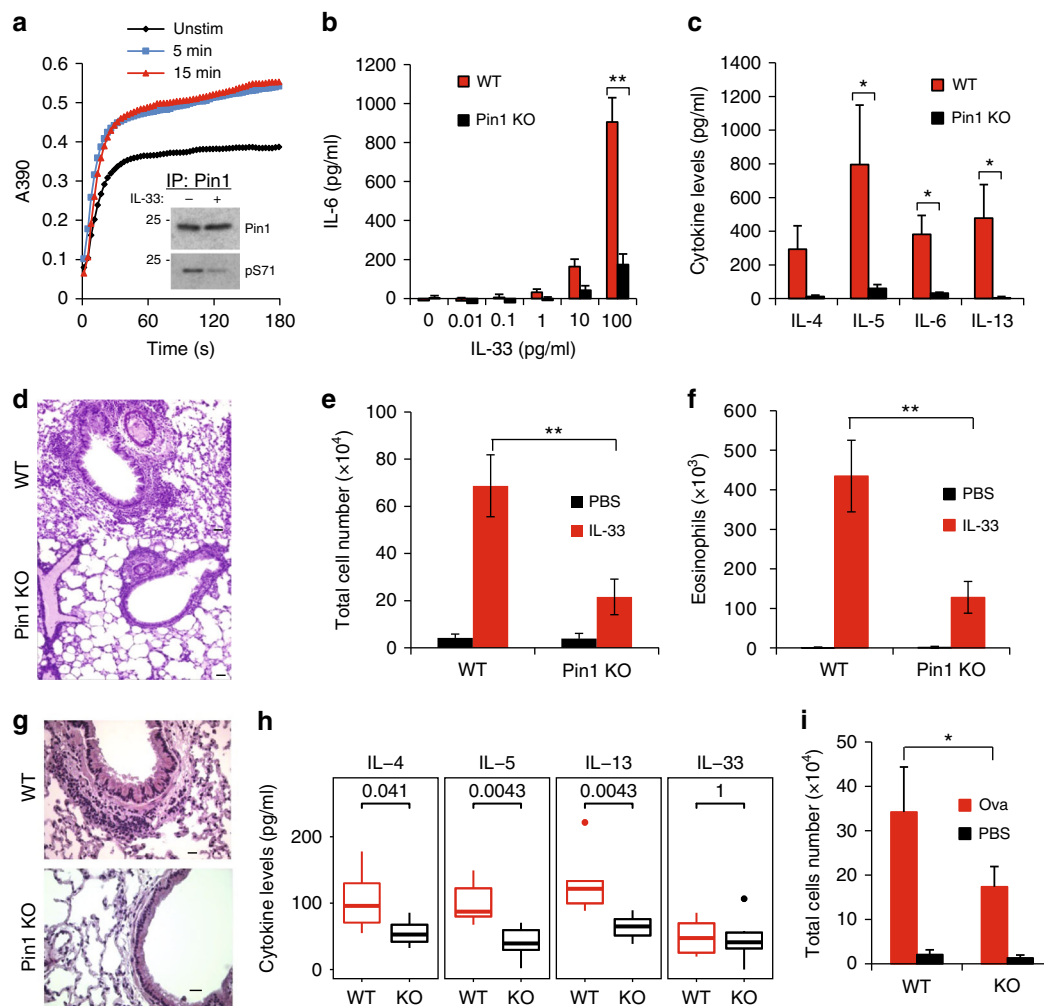 a
Unstim
5 min
15 min
0.6
0.5
0.4
0.3
0.2
0.1
0
A390
0
60
120
180
Time (s)
IP: Pin1
IL-33:
–
+
25
Pin1
25
pS71
b
1200
1000
800
600
400
200
0
IL-6 (pg/ml)
WT
Pin1 KO
**
0
0.01
0.1
1
10
100
IL-33 (pg/ml)
c
1400
1200
1000
800
600
400
200
0
Cytokine levels (pg/ml)
WT
Pin1 KO
*
*
*
IL-4
IL-5
IL-6
IL-13
d
WT
Pin1 KO
e
100
80
60
40
20
0
Total cell number (×10⁴)
**
PBS
IL-33
WT
Pin1 KO
f
600
500
400
300
200
100
0
Eosinophils (×10³)
**
PBS
IL-33
WT
Pin1 KO
g
WT
Pin1 KO
h
IL–4
IL–5
IL–13
IL–33
0.041
0.0043
0.0043
1
200
100
0
Cytokine levels (pg/ml)
WT KO
WT KO
WT KO
WT KO
i
50
40
30
20
10
0
Total cells number (×10⁴)
*
Ova
PBS
WT
KO